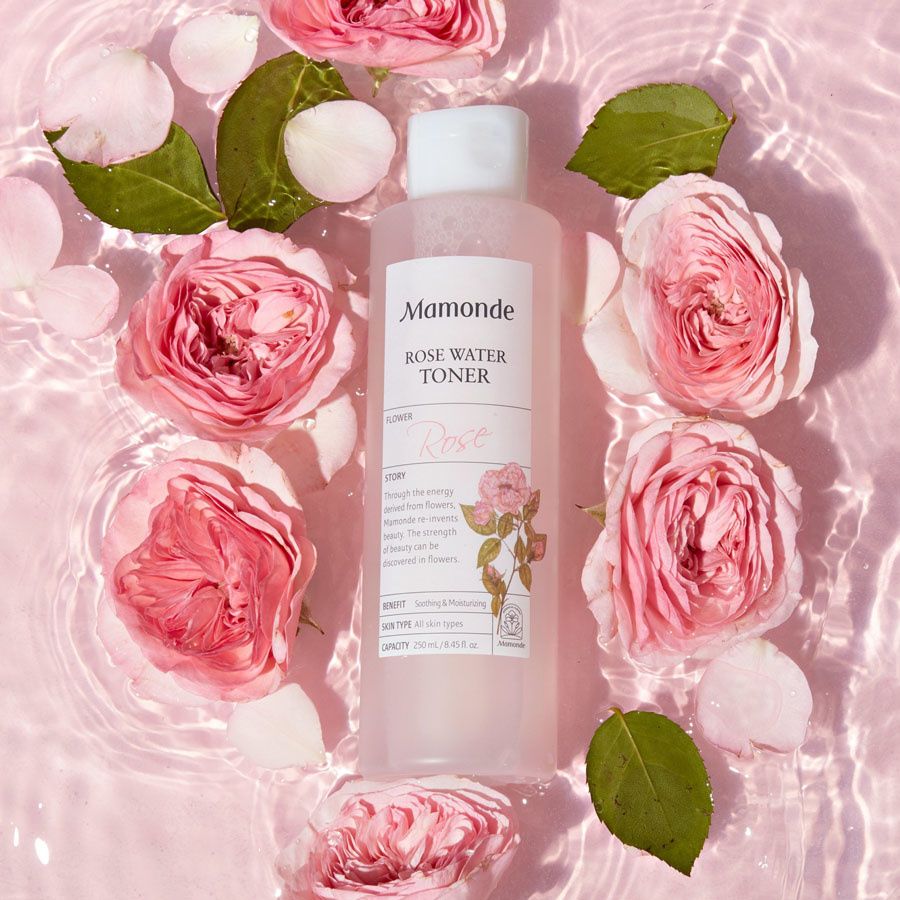 Mamonde
ROSE WATER
TONER
FLOWER
Rose
STORY
Through the energy
derived from flowers,
Mamonde re-invents
beauty. The strength
of beauty can be
discovered in flowers.
BENEFIT Soothing & Moisturizing
SKIN TYPE All skin types
CAPACITY 250 mL / 8.45 fl. oz.
Mamonde